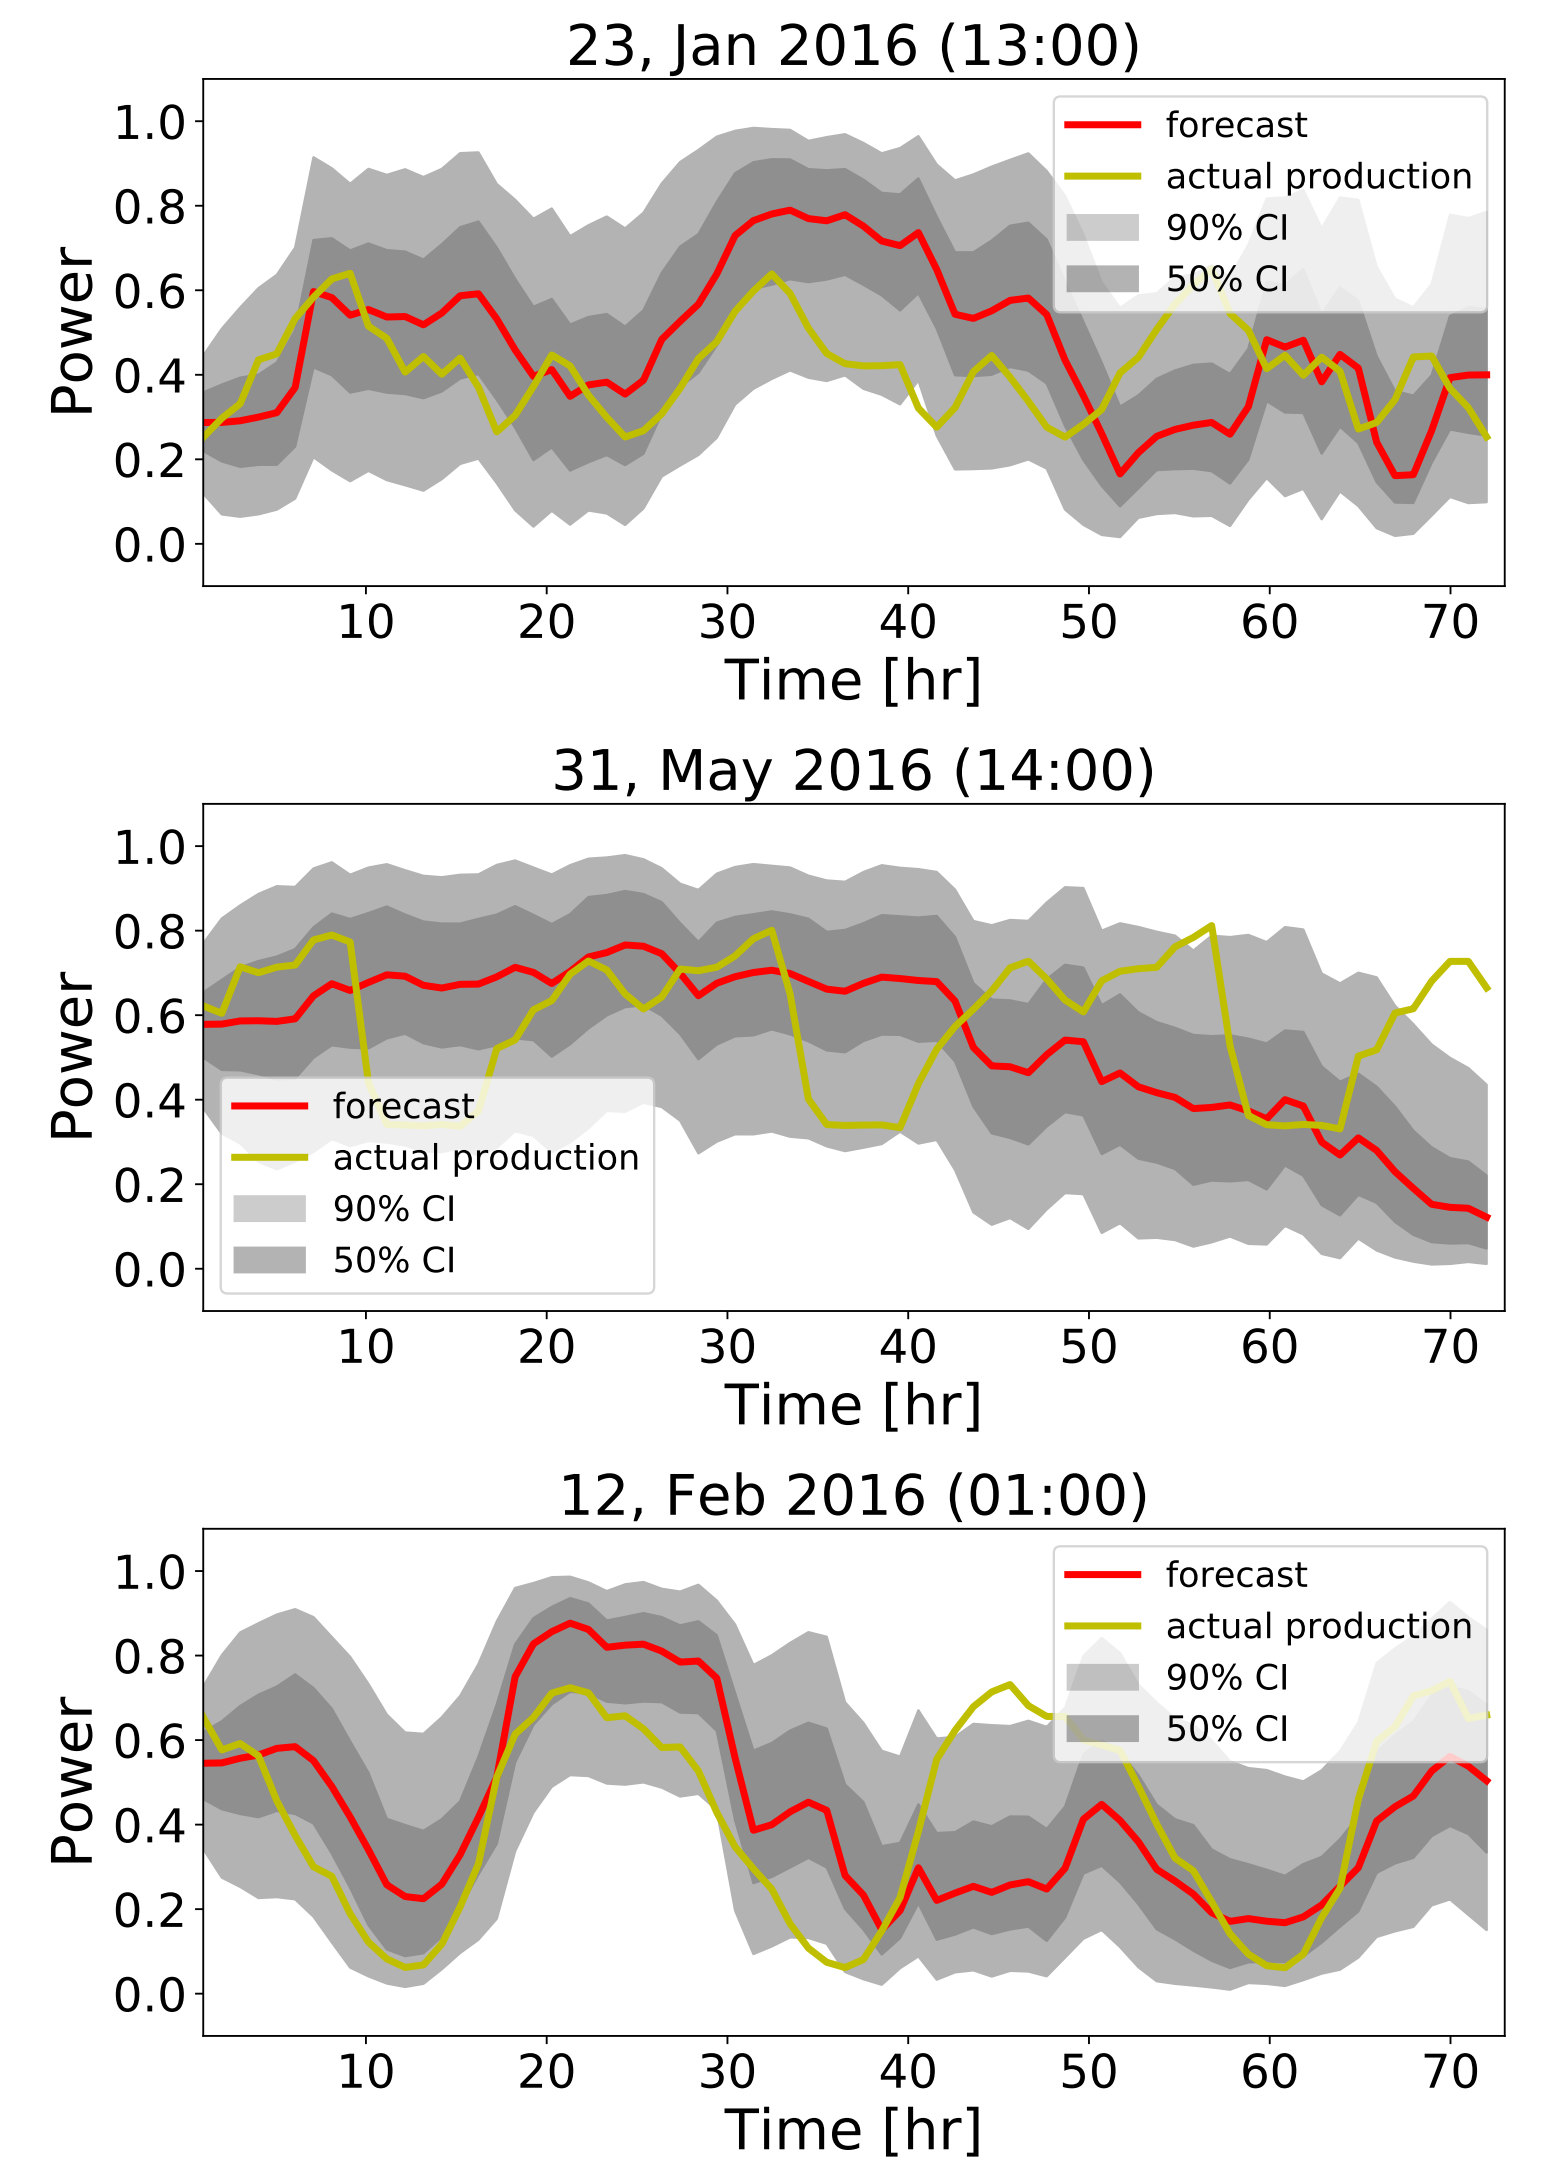 23, Jan 2016 (13:00)
Power
1.0
0.8
0.6
0.4
0.2
0.0
forecast
actual production
90% CI
50% CI
10 20 30 40 50 60 70
Time [hr]
31, May 2016 (14:00)
Power
1.0
0.8
0.6
0.4
0.2
0.0
forecast
actual production
90% CI
50% CI
10 20 30 40 50 60 70
Time [hr]
12, Feb 2016 (01:00)
Power
1.0
0.8
0.6
0.4
0.2
0.0
forecast
actual production
90% CI
50% CI
10 20 30 40 50 60 70
Time [hr]